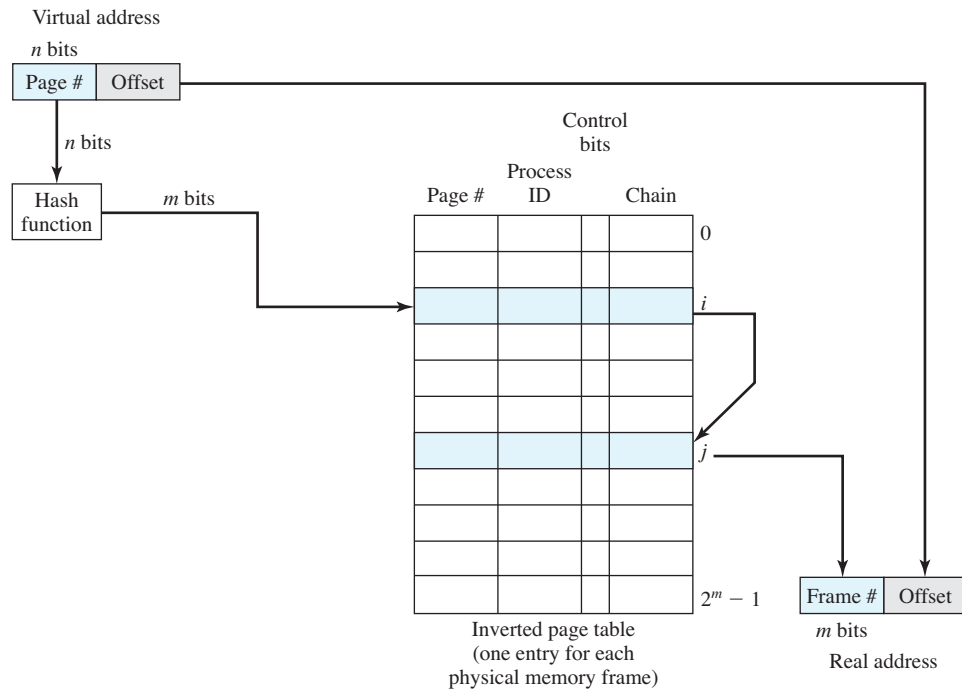 Virtual address
n bits
Page # Offset
n bits
Hash
function
m bits
Control
bits
Process
Page # ID Chain
0
i
j
2^m − 1
Inverted page table
(one entry for each
physical memory frame)
Frame # Offset
m bits
Real address